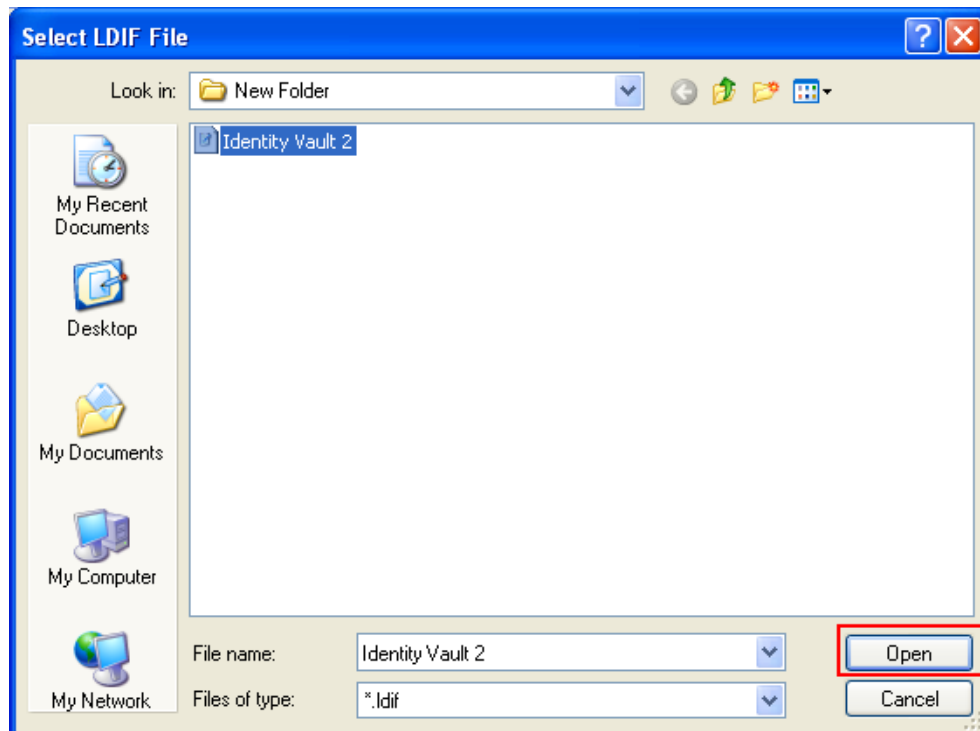 Select LDIF File
Look in: New Folder
Identity Vault 2
My Recent
Documents
Desktop
My Documents
My Computer
My Network
File name: Identity Vault 2 Open
Files of type: *.ldif Cancel